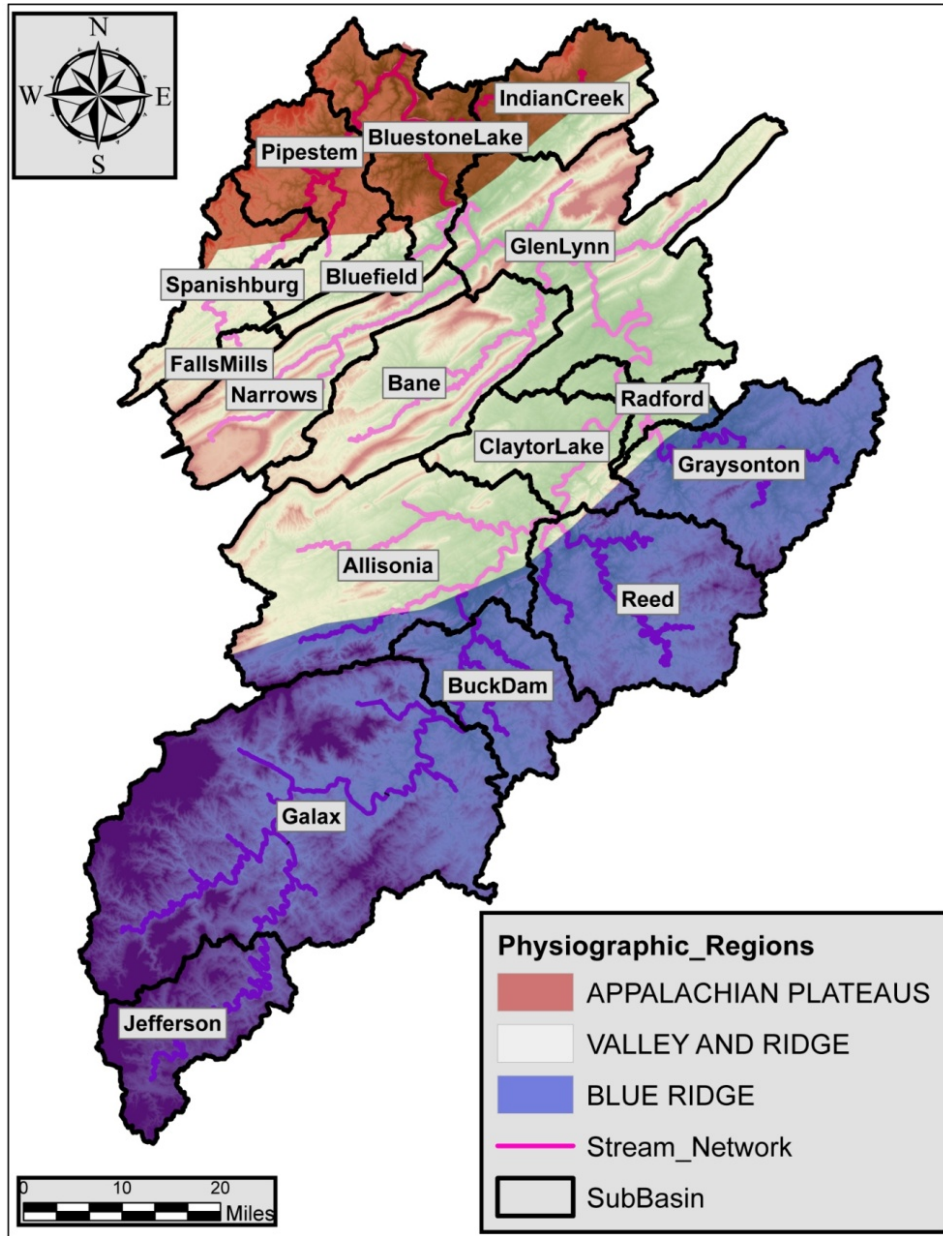 N
W
E
S
IndianCreek
BluestoneLake
Pipestem
GlenLynn
Bluefield
Spanishburg
FallsMills
Narrows
Bane
Radford
ClaytorLake
Graysonton
Allisonia
Reed
BuckDam
Galax
Jefferson
Physiographic_Regions
APPALACHIAN PLATEAUS
VALLEY AND RIDGE
BLUE RIDGE
Stream_Network
SubBasin
0 10 20
Miles